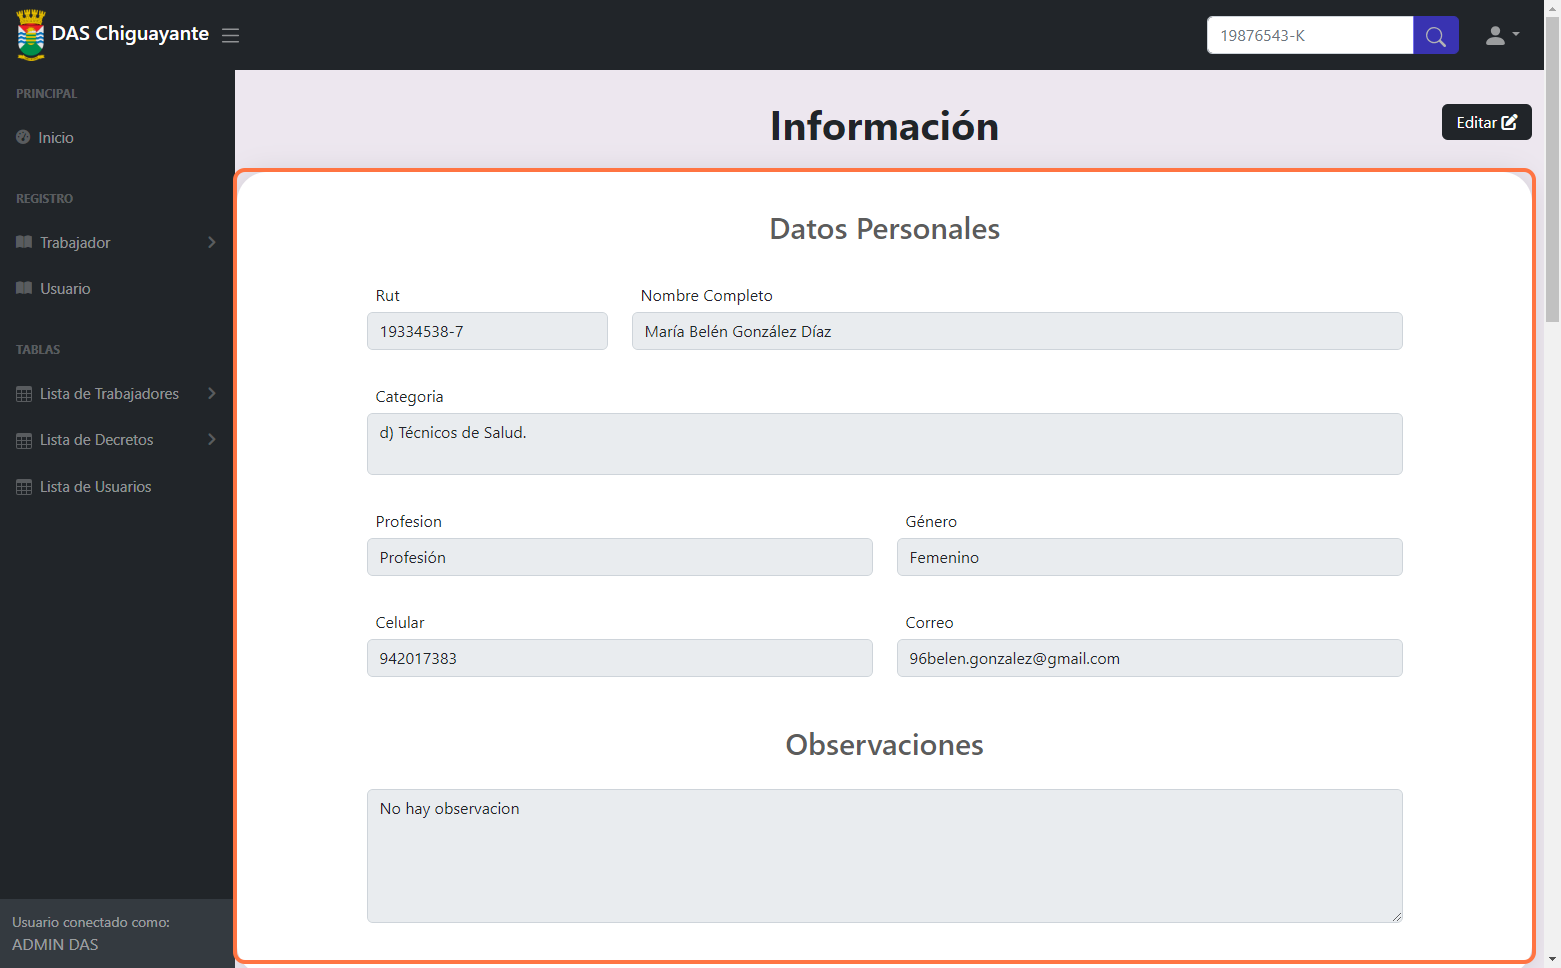 DAS Chiguayante
19876543-K
PRINCIPAL
Inicio
REGISTRO
Trabajador
Usuario
TABLAS
Lista de Trabajadores
Lista de Decretos
Lista de Usuarios
Usuario conectado como:
ADMIN DAS
Información
Editar
Datos Personales
Rut
Nombre Completo
19334538-7
María Belén González Díaz
Categoria
d) Técnicos de Salud.
Profesion
Género
Profesión
Femenino
Celular
Correo
942017383
96belen.gonzalez@gmail.com
Observaciones
No hay observacion